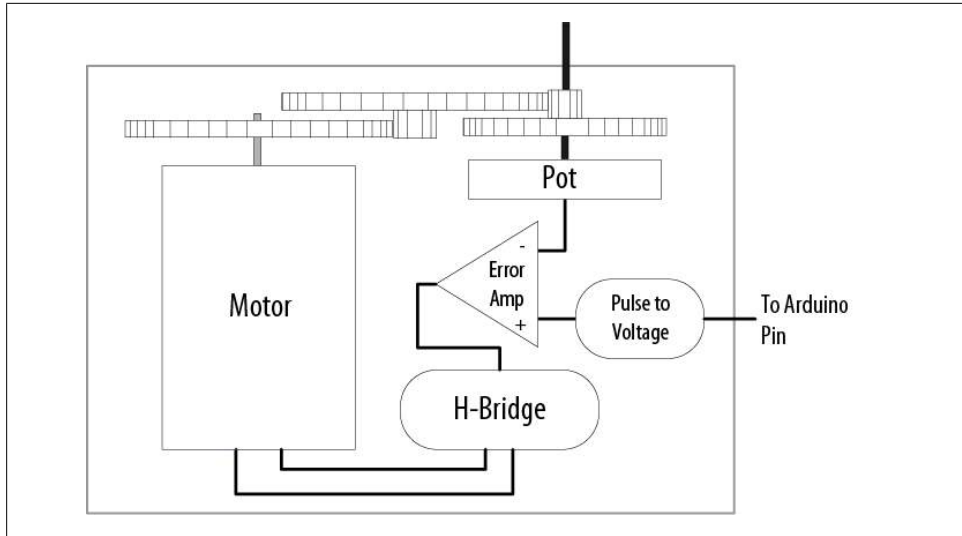 Pot
-
Error
Amp
+
Motor
Pulse to
Voltage
To Arduino
Pin
H-Bridge